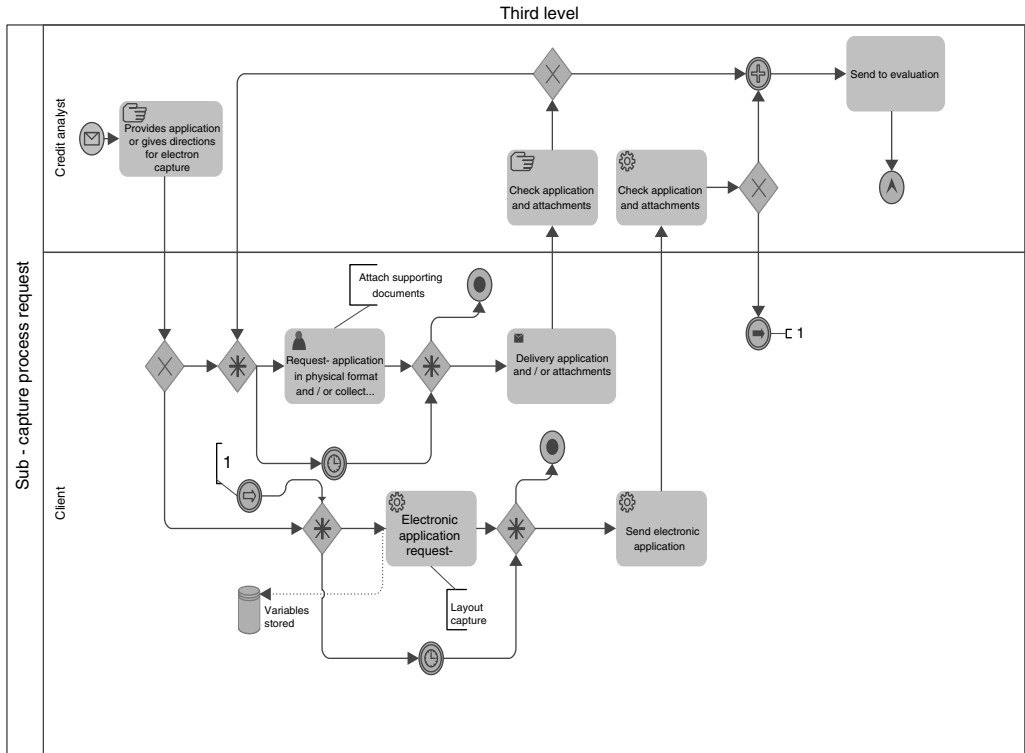 Third level
Sub - capture process request
Credit analyst
Provides application
or gives directions
for electron
capture
Check application
and attachments
Check application
and attachments
Send to evaluation
Client
Attach supporting
documents
Request- application
in physical format
and / or collect...
Delivery application
and / or attachments
1
1
Electronic
application
request-
Send electronic
application
Variables
stored
Layout
capture